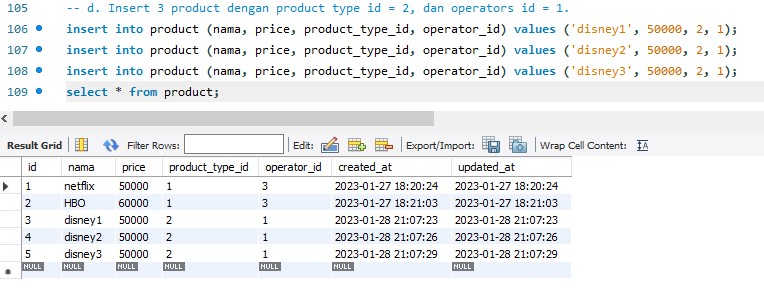 105 -- d. Insert 3 product dengan product type id = 2, dan operators id = 1.
106 insert into product (nama, price, product_type_id, operator_id) values ('disney1', 50000, 2, 1);
107 insert into product (nama, price, product_type_id, operator_id) values ('disney2', 50000, 2, 1);
108 insert into product (nama, price, product_type_id, operator_id) values ('disney3', 50000, 2, 1);
109 select * from product;
Result Grid Filter Rows: Edit: Export/Import: Wrap Cell Content: IA
id nama price product_type_id operator_id created_at updated_at
1 netflix 50000 1 3 2023-01-27 18:20:24 2023-01-27 18:20:24
2 HBO 60000 1 3 2023-01-27 18:21:03 2023-01-27 18:21:03
3 disney1 50000 2 1 2023-01-28 21:07:23 2023-01-28 21:07:23
4 disney2 50000 2 1 2023-01-28 21:07:26 2023-01-28 21:07:26
5 disney3 50000 2 1 2023-01-28 21:07:29 2023-01-28 21:07:29
NULL NULL NULL NULL NULL NULL NULL